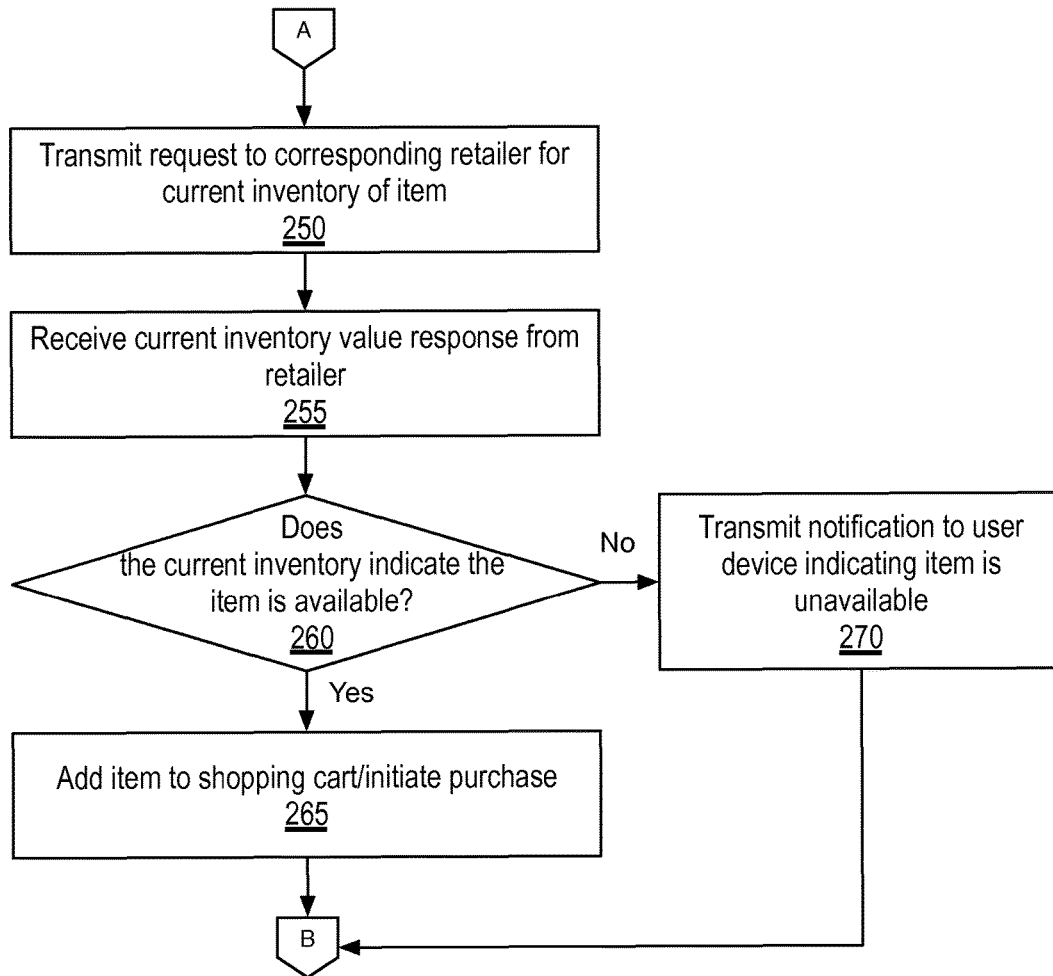 A
Transmit request to corresponding retailer for
current inventory of item
250
Receive current inventory value response from
retailer
255
Does
the current inventory indicate the
item is available?
260
No
Transmit notification to user
device indicating item is
unavailable
270
Yes
Add item to shopping cart/initiate purchase
265
B